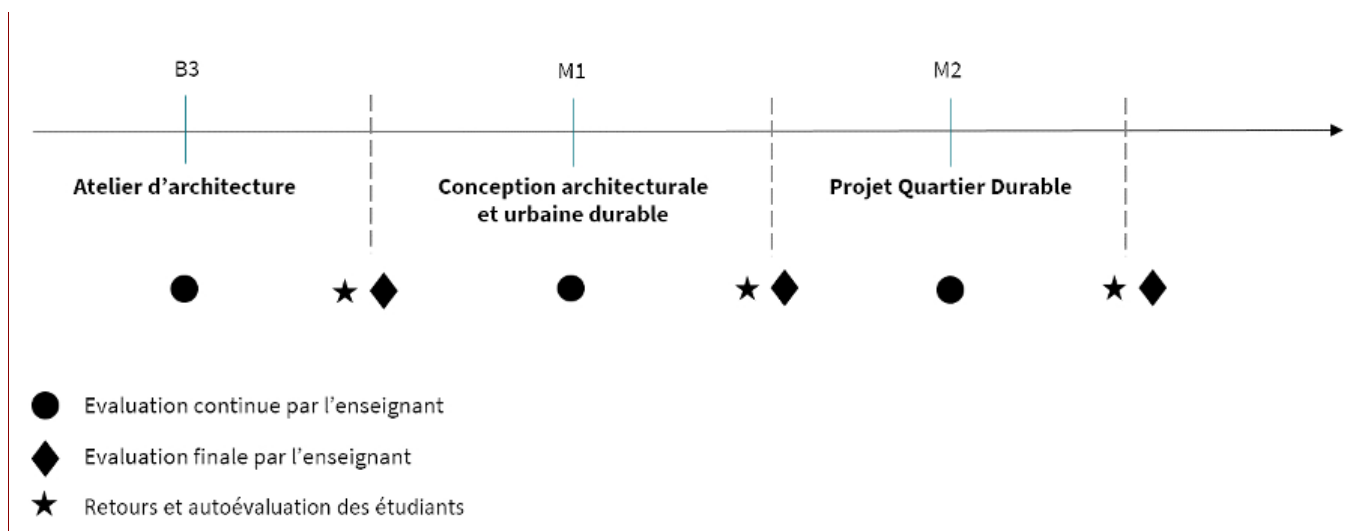 B3
M1
M2
Atelier d’architecture
Conception architecturale
et urbaine durable
Projet Quartier Durable
Evaluation continue par l’enseignant
Evaluation finale par l’enseignant
Retours et autoévaluation des étudiants